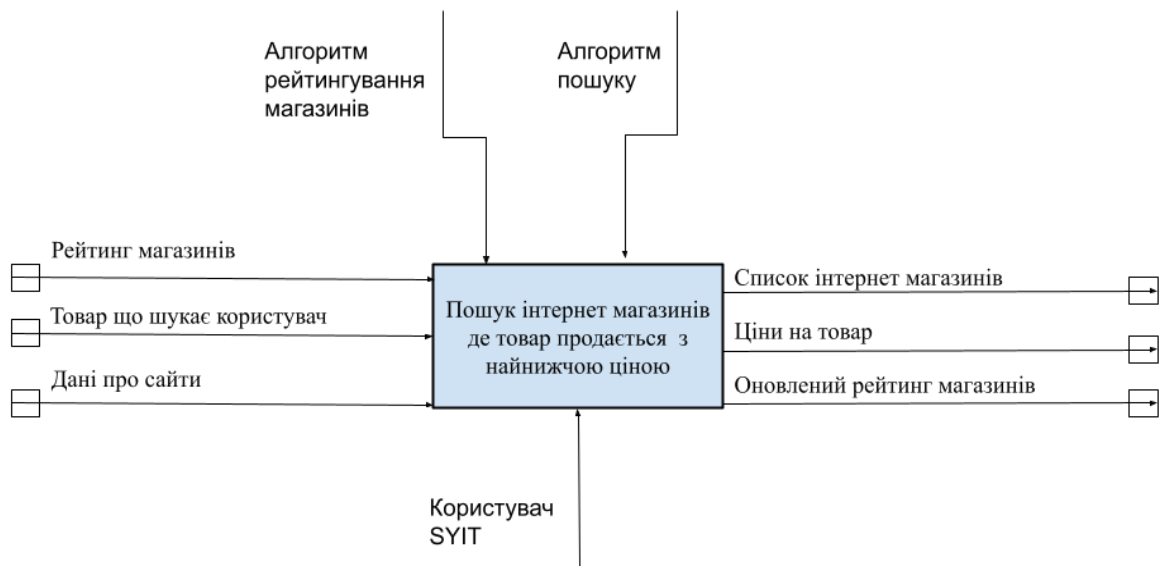 Алгоритм
рейтингування
магазинів
Алгоритм
пошуку
Рейтинг магазинів
Товар що шукає користувач
Дані про сайти
Пошук інтернет магазинів
де товар продається з
найнижчою ціною
Список інтернет магазинів
Ціни на товар
Оновлений рейтинг магазинів
Користувач
SYIT